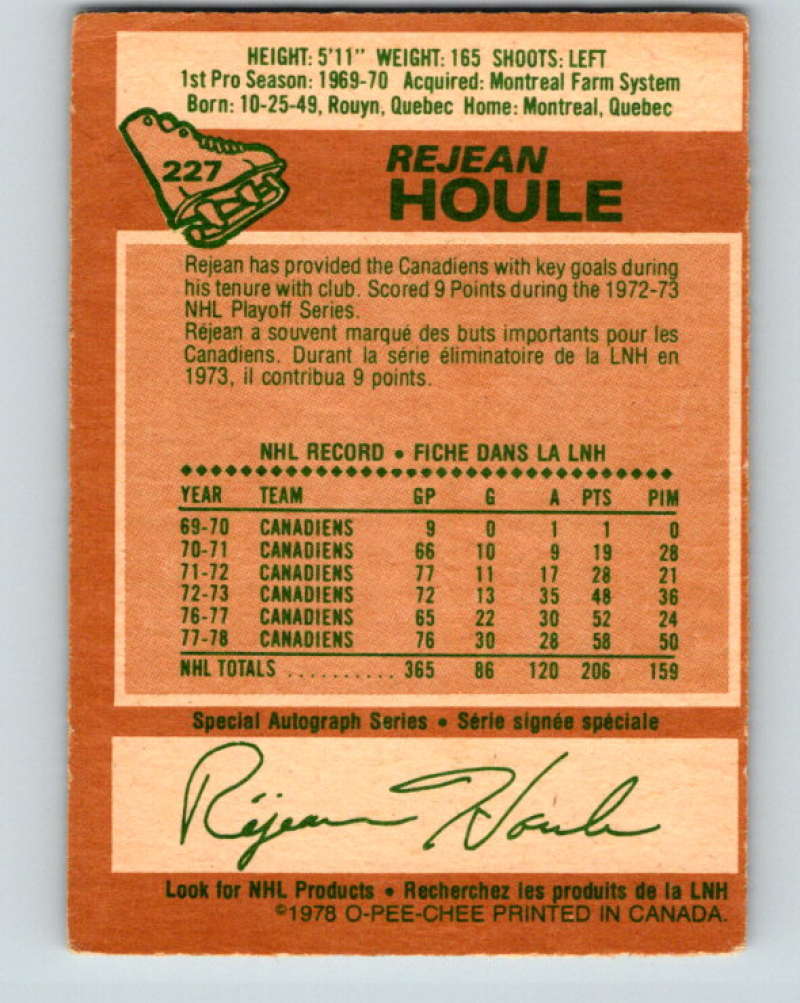 HEIGHT: 5'11" WEIGHT: 165 SHOOTS: LEFT
1st Pro Season: 1969-70 Acquired: Montreal Farm System
Born: 10-25-49, Rouyn, Quebec Home: Montreal, Quebec
227
REJEAN
HOULE
Rejean has provided the Canadiens with key goals during
his tenure with club. Scored 9 Points during the 1972-73
NHL Playoff Series.
Réjean a souvent marqué des buts importants pour les
Canadiens. Durant la série éliminatoire de la LNH en
1973, il contribua 9 points.
NHL RECORD • FICHE DANS LA LNH
YEAR TEAM GP G A PTS PIM
69-70 CANADIENS 9 0 1 1 0
70-71 CANADIENS 66 10 9 19 28
71-72 CANADIENS 77 11 17 28 21
72-73 CANADIENS 72 13 35 48 36
76-77 CANADIENS 65 22 30 52 24
77-78 CANADIENS 76 30 28 58 50
NHL TOTALS .......... 365 86 120 206 159
Special Autograph Series • Série signée spéciale
Réjean Houle
Look for NHL Products • Recherchez les produits de la LNH
©1978 O-PEE-CHEE PRINTED IN CANADA.